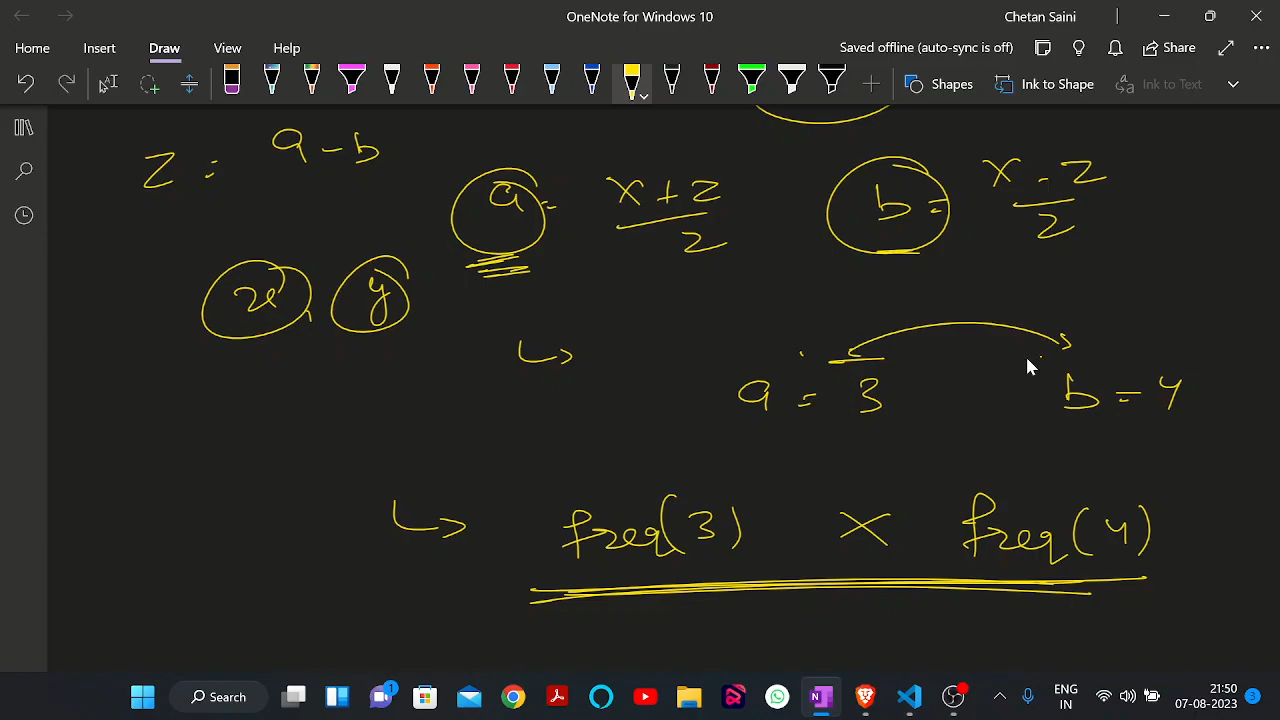 OneNote for Windows 10
Chetan Saini
Home Insert Draw View Help
Saved offline (auto-sync is off)
Share
Shapes
Ink to Shape
Ink to Text
z = a - b
a = x + z / 2
b = x - z / 2
x, y
a = 3
b = 4
freq(3) × freq(4)
Search
1
ENG
IN
21:50
07-08-2023
3